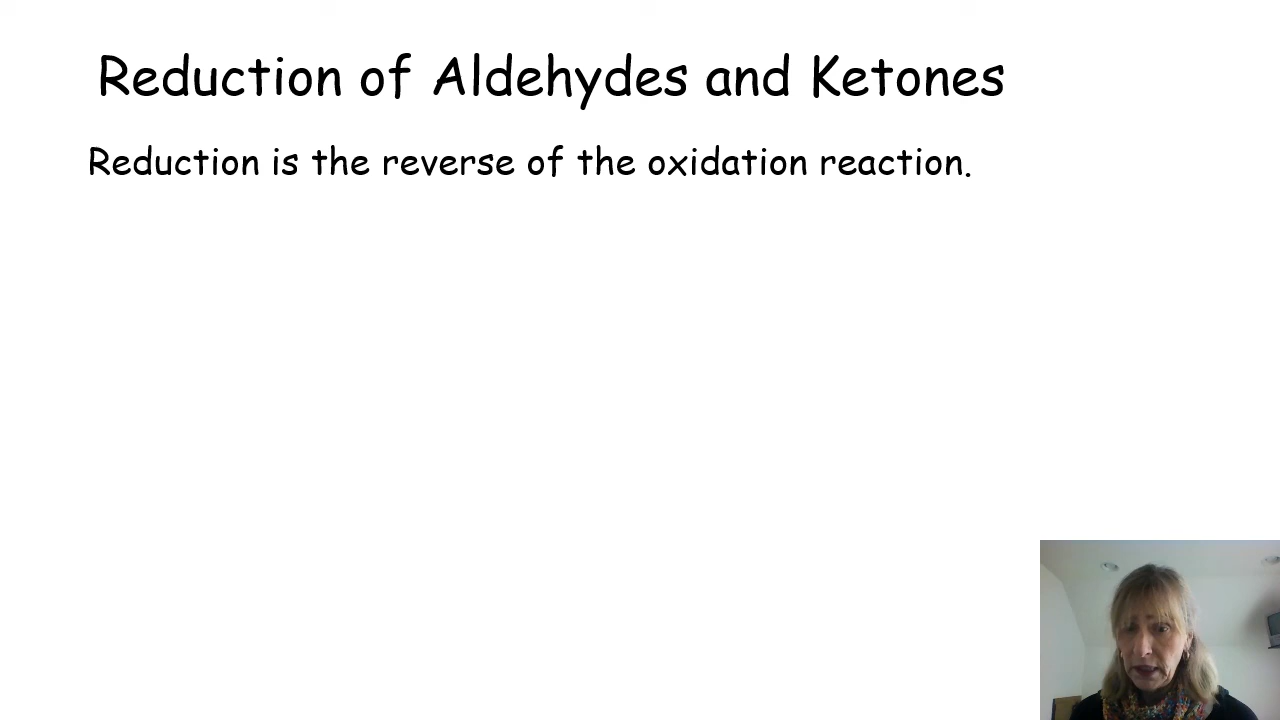 Reduction of Aldehydes and Ketones
Reduction is the reverse of the oxidation reaction.